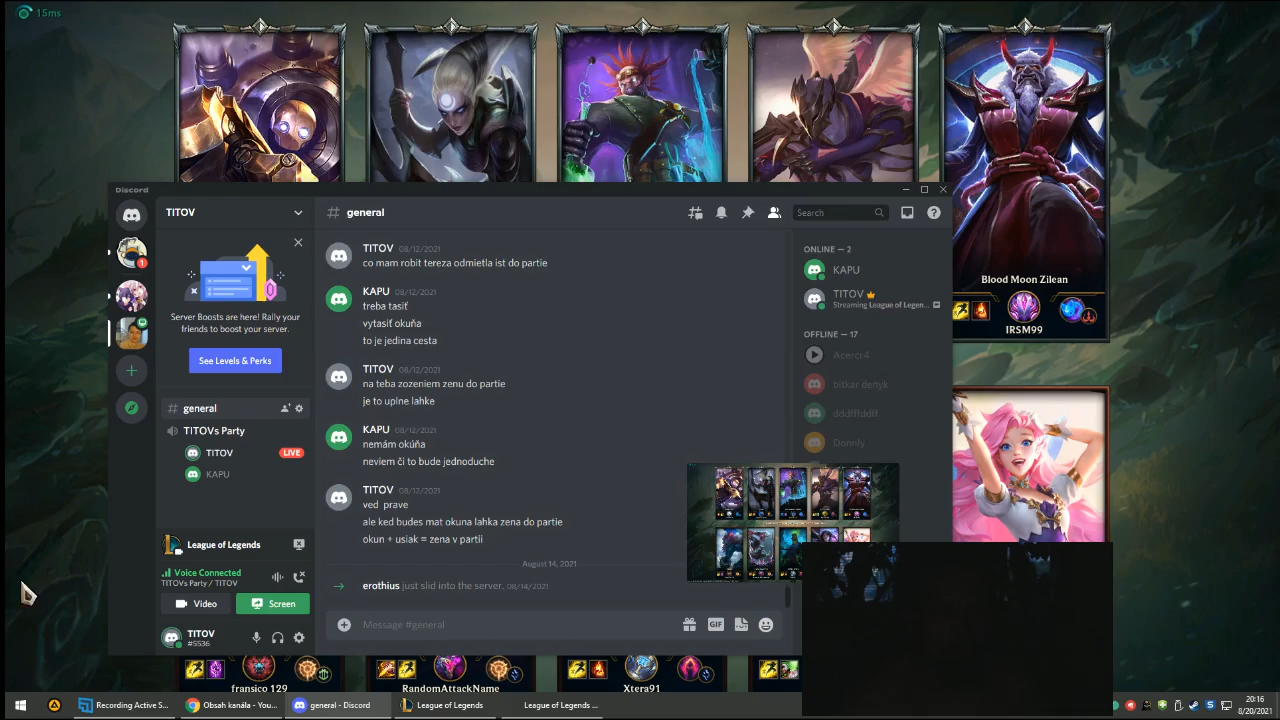 15ms
Discord
TITOV
# general
Search
Server Boosts are here! Rally your
friends to boost your server.
See Levels & Perks
# general
TITOVs Party
TITOV
LIVE
KAPU
League of Legends
Voice Connected
TITOVs Party / TITOV
Video
Screen
TITOV
#5536
TITOV 08/12/2021
co mam robit tereza odmietla ist do partie
KAPU 08/12/2021
treba tasiť
vytasiť okuňa
to je jedina cesta
TITOV 08/12/2021
na teba zozeniem zenu do partie
je to uplne lahke
KAPU 08/12/2021
nemám okúňa
neviem či to bude jednoduche
TITOV 08/12/2021
ved prave
ale ked budes mat okuna lahka zena do partie
okun + usiak = zena v partii
August 14, 2021
erothius just slid into the server. 08/14/2021
Message #general
GIF
ONLINE — 2
KAPU
TITOV
Streaming League of Legen...
OFFLINE — 17
Acercr4
bitkar denyk
dddffddff
Donnly
1
Blood Moon Zilean
IRSM99
fransico 129
RandomAttackName
Xtera91
Recording Active S...
Obsah kanála - You...
general - Discord
League of Legends
League of Legends ...
20:16
8/20/2021